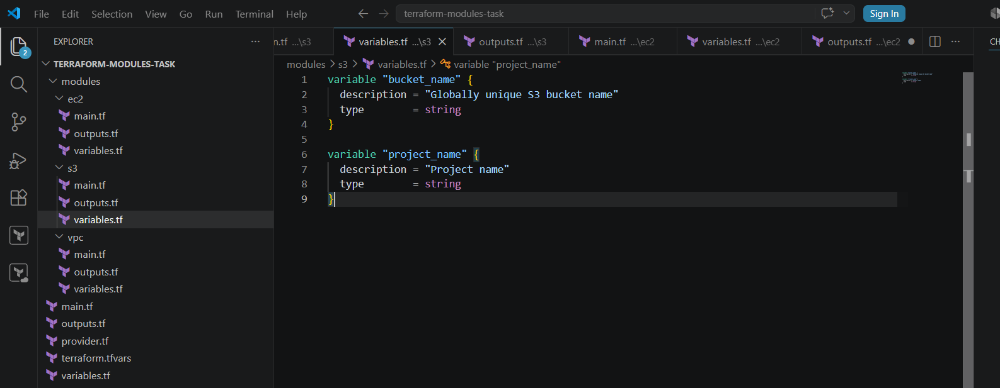 File Edit Selection View Go Run Terminal Help
terraform-modules-task
Sign In
2
EXPLORER
TERRAFORM-MODULES-TASK
modules
ec2
main.tf
outputs.tf
variables.tf
s3
main.tf
outputs.tf
variables.tf
vpc
main.tf
outputs.tf
variables.tf
main.tf
outputs.tf
provider.tf
terraform.tfvars
variables.tf
n.tf ...\s3
variables.tf ...\s3
outputs.tf ...\s3
main.tf ...\ec2
variables.tf ...\ec2
outputs.tf ...\ec2
CH
modules > s3 > variables.tf > variable "project_name"
1 variable "bucket_name" {
2 description = "Globally unique S3 bucket name"
3 type = string
4 }
5
6 variable "project_name" {
7 description = "Project name"
8 type = string
9 }